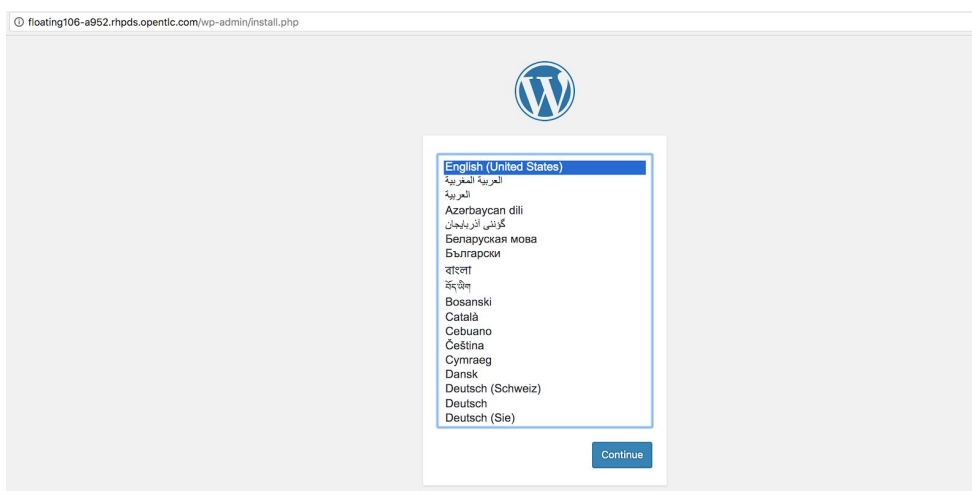 floating106-a952.rhpds.opentlc.com/wp-admin/install.php
English (United States)
العربية المغربية
العربية
Azərbaycan dili
گؤنئی آذربایجان
Беларуская мова
Български
বাংলা
བོད་ཡིག
Bosanski
Català
Cebuano
Čeština
Cymraeg
Dansk
Deutsch (Schweiz)
Deutsch
Deutsch (Sie)
Continue